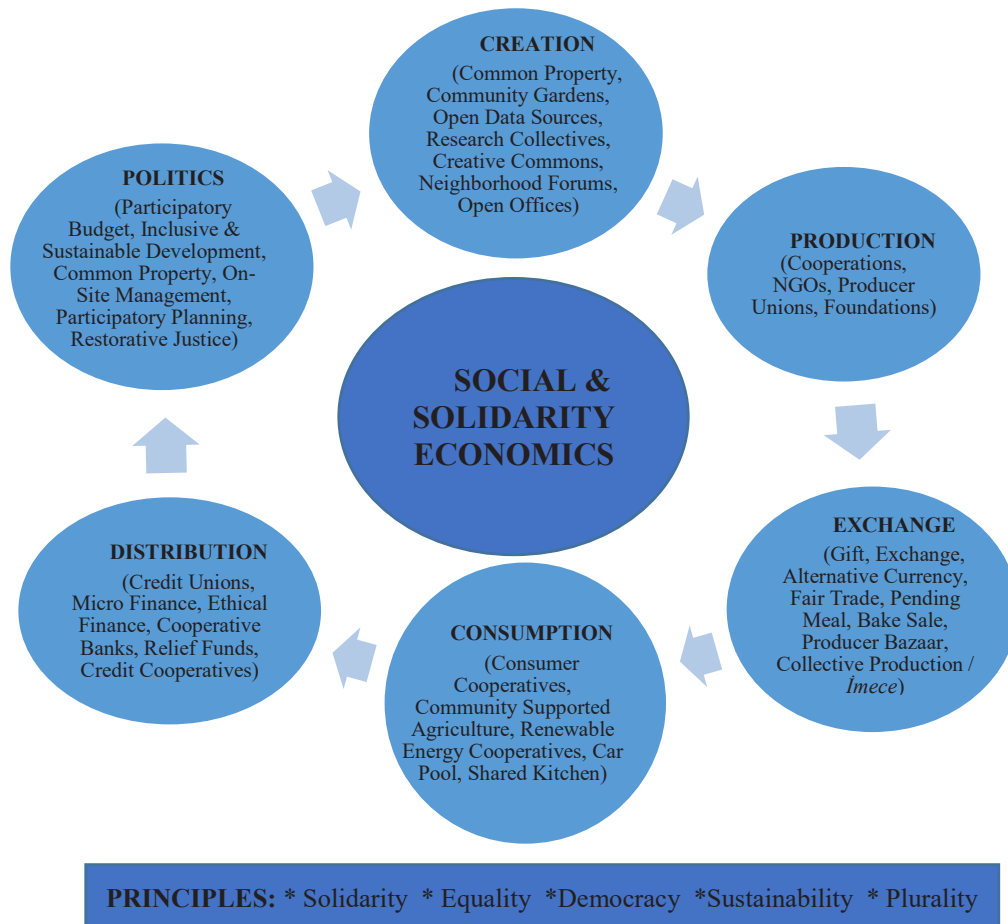 CREATION
(Common Property,
Community Gardens,
Open Data Sources,
Research Collectives,
Creative Commons,
Neighborhood Forums,
Open Offices)
PRODUCTION
(Cooperations,
NGOs, Producer
Unions, Foundations)
EXCHANGE
(Gift, Exchange,
Alternative Currency,
Fair Trade, Pending
Meal, Bake Sale,
Producer Bazaar,
Collective Production /
İmece)
CONSUMPTION
(Consumer
Cooperatives,
Community Supported
Agriculture, Renewable
Energy Cooperatives, Car
Pool, Shared Kitchen)
DISTRIBUTION
(Credit Unions,
Micro Finance, Ethical
Finance, Cooperative
Banks, Relief Funds,
Credit Cooperatives)
POLITICS
(Participatory
Budget, Inclusive &
Sustainable Development,
Common Property, On-
Site Management,
Participatory Planning,
Restorative Justice)
SOCIAL &
SOLIDARITY
ECONOMICS
PRINCIPLES: * Solidarity * Equality *Democracy *Sustainability * Plurality